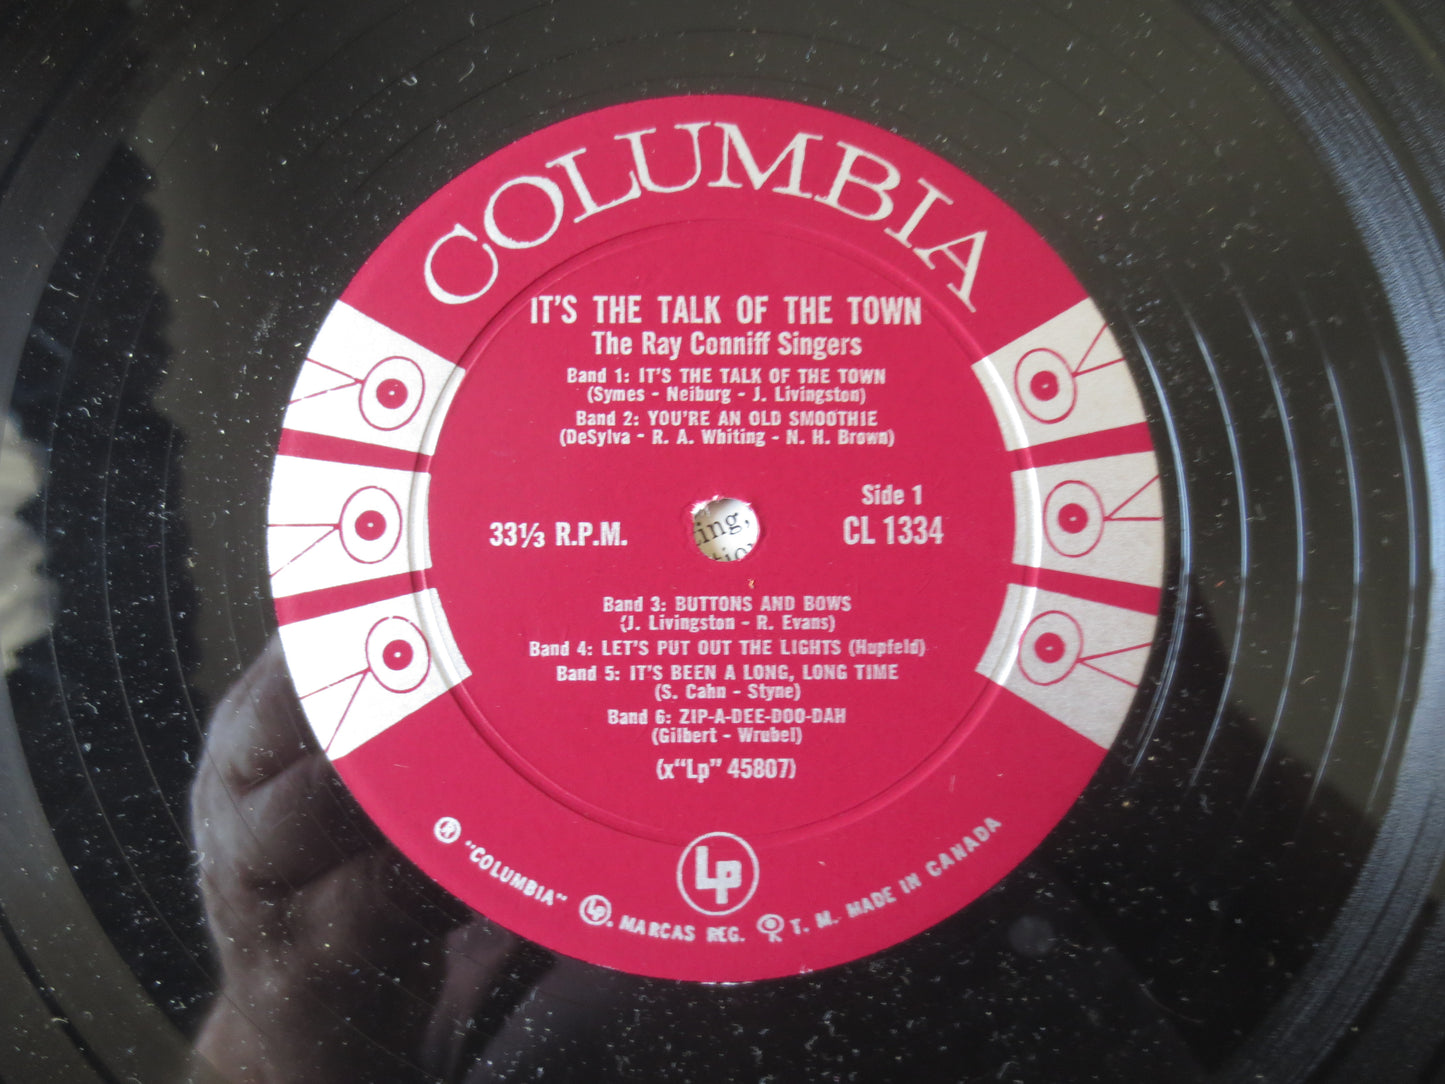 COLUMBIA
IT'S THE TALK OF THE TOWN
The Ray Conniff Singers
Band 1: IT'S THE TALK OF THE TOWN
(Symes - Neiburg - J. Livingston)
Band 2: YOU'RE AN OLD SMOOTHIE
(DeSylva - R. A. Whiting - N. H. Brown)
33⅓ R.P.M.
Side 1
CL 1334
ing,
Band 3: BUTTONS AND BOWS
(J. Livingston - R. Evans)
Band 4: LET'S PUT OUT THE LIGHTS (Hupfeld)
Band 5: IT'S BEEN A LONG, LONG TIME
(S. Cahn - Styne)
Band 6: ZIP-A-DEE-DOO-DAH
(Gilbert - Wrubel)
(x"Lp" 45807)
LP
® "COLUMBIA" Lp. MARCAS REG. T. M. MADE IN CANADA